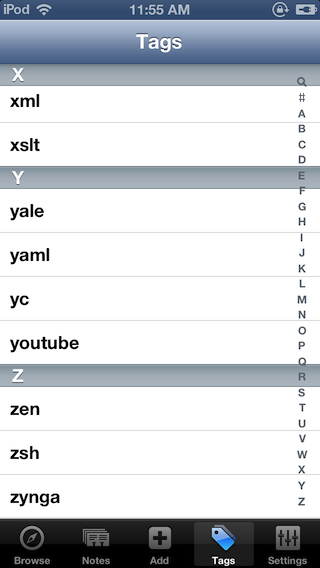 iPod 11:55 AM
Tags
X
xml
xslt
Y
yale
yaml
yc
youtube
Z
zen
zsh
zynga
#
A
B
C
D
E
F
G
H
I
J
K
L
M
N
O
P
Q
R
S
T
U
V
W
X
Y
Z
Browse Notes Add Tags Settings